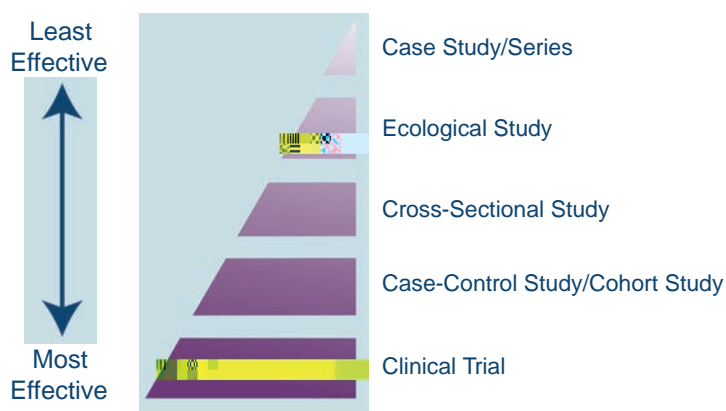 Least
Effective
Case Study/Series
Ecological Study
Cross-Sectional Study
Case-Control Study/Cohort Study
Most
Effective
Clinical Trial